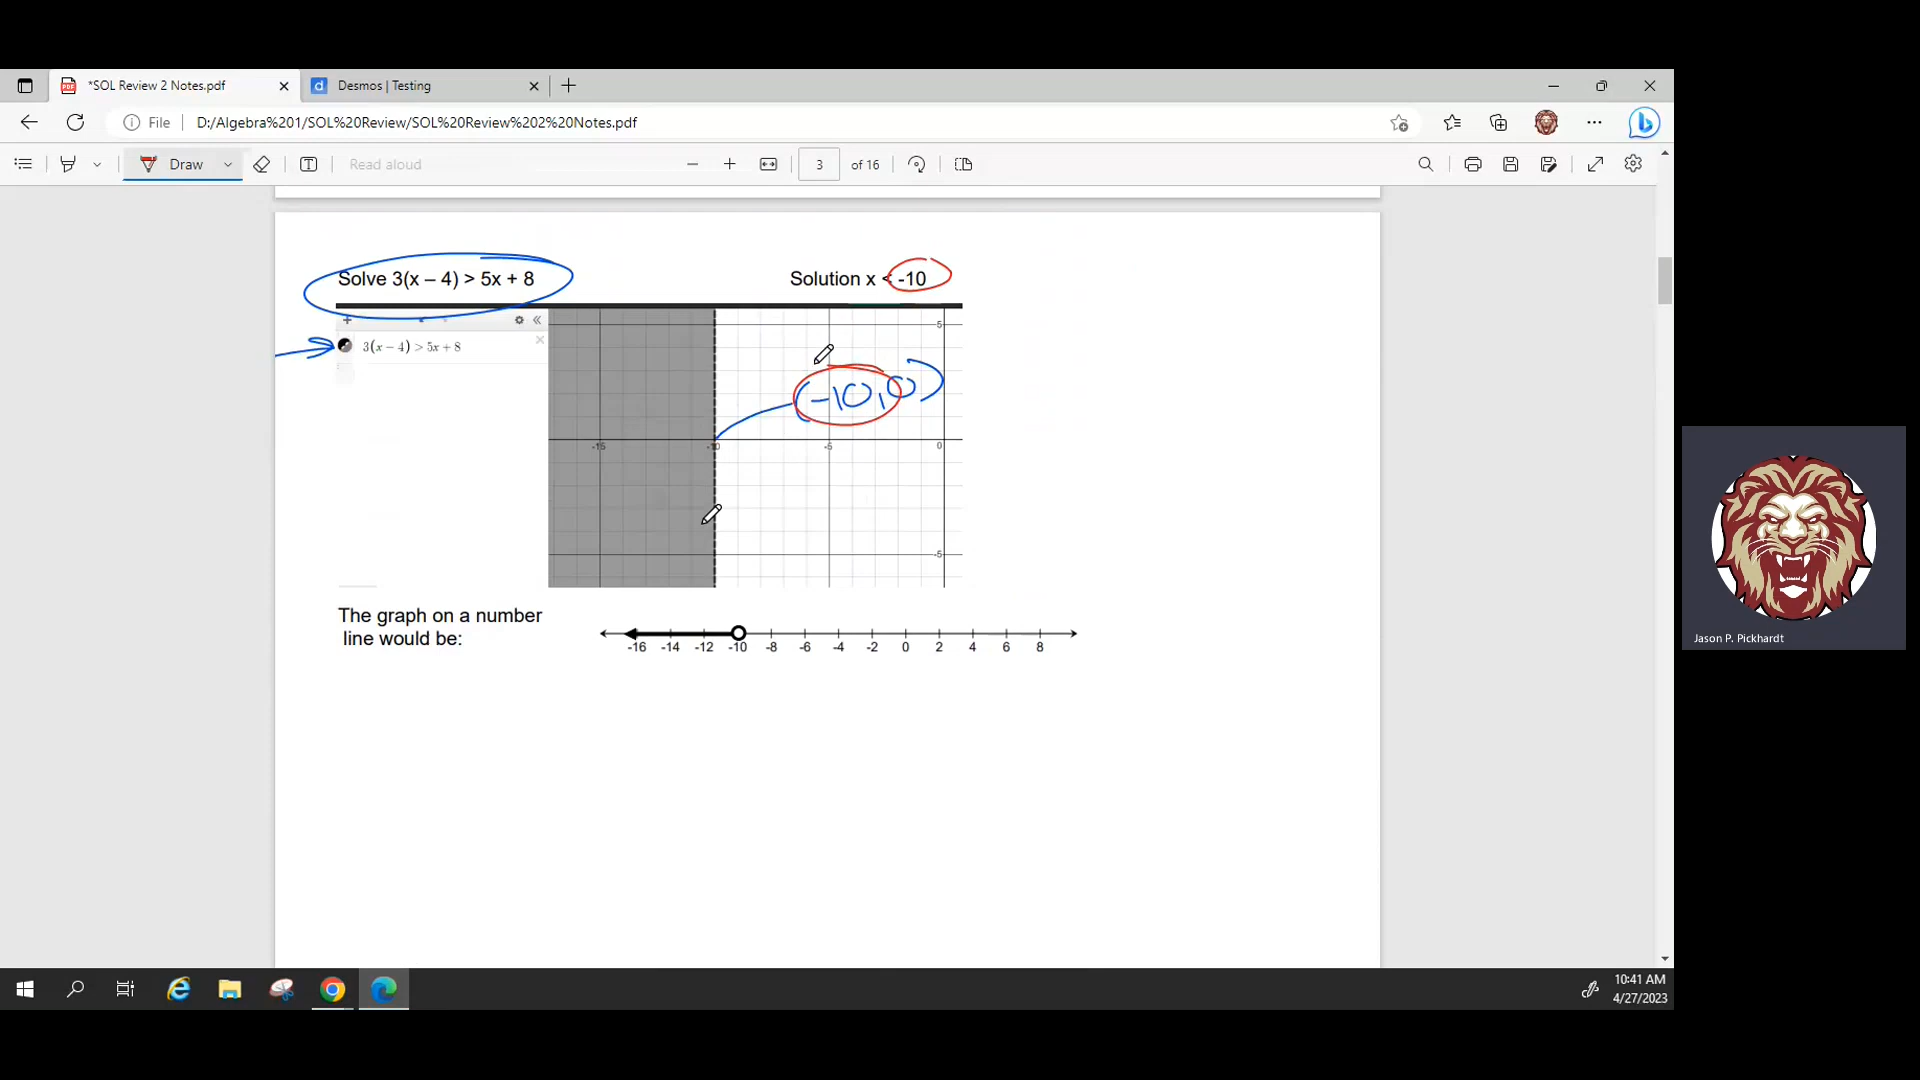 *SOL Review 2 Notes.pdf
Desmos | Testing
File D:/Algebra%201/SOL%20Review/SOL%20Review%202%20Notes.pdf
Draw Read aloud 3 of 16
Solve 3(x – 4) > 5x + 8 Solution x < -10
3(x − 4) > 5x + 8
5
(-10,0)
-15 -10 -5 0
-5
The graph on a number
line would be:
-16 -14 -12 -10 -8 -6 -4 -2 0 2 4 6 8
Jason P. Pickhardt
10:41 AM
4/27/2023